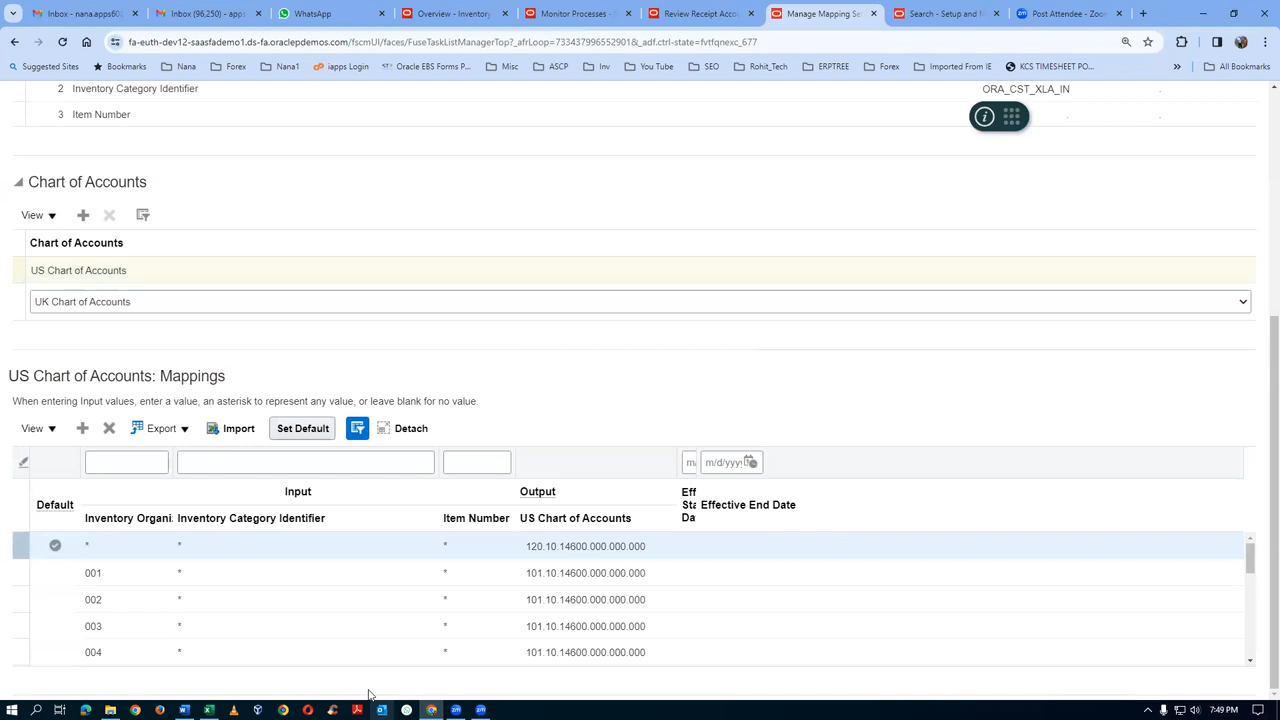 Inbox (96) - nana.apps60
Inbox (96,250) - apps
WhatsApp
Overview - Inventory
Monitor Processes - S
Review Receipt Acco
Manage Mapping Se
Search - Setup and M
Post Attendee - Zoo
fa-euth-dev12-saasfademo1.ds-fa.oraclepdemos.com/fscmUI/faces/FuseTaskListManagerTop?_afrLoop=733437996552901&_adf.ctrl-state=fvtfqnexc_677
Suggested Sites Bookmarks Nana Forex Nana1 iapps Login Oracle EBS Forms P... Misc ASCP Inv You Tube SEO Rohit_Tech ERPTREE Forex Imported From IE KCS TIMESHEET PO... » All Bookmarks
2 Inventory Category Identifier ORA_CST_XLA_IN .
3 Item Number . .
i
Chart of Accounts
View
Chart of Accounts
US Chart of Accounts
UK Chart of Accounts
US Chart of Accounts: Mappings
When entering Input values, enter a value, an asterisk to represent any value, or leave blank for no value.
View Export Import Set Default Detach
m/ m/d/yyyy
Default Input Output Eff Sta Da Effective End Date
Inventory Organi: Inventory Category Identifier Item Number US Chart of Accounts
* * * 120.10.14600.000.000.000
001 * * 101.10.14600.000.000.000
002 * * 101.10.14600.000.000.000
003 * * 101.10.14600.000.000.000
004 * * 101.10.14600.000.000.000
7:49 PM